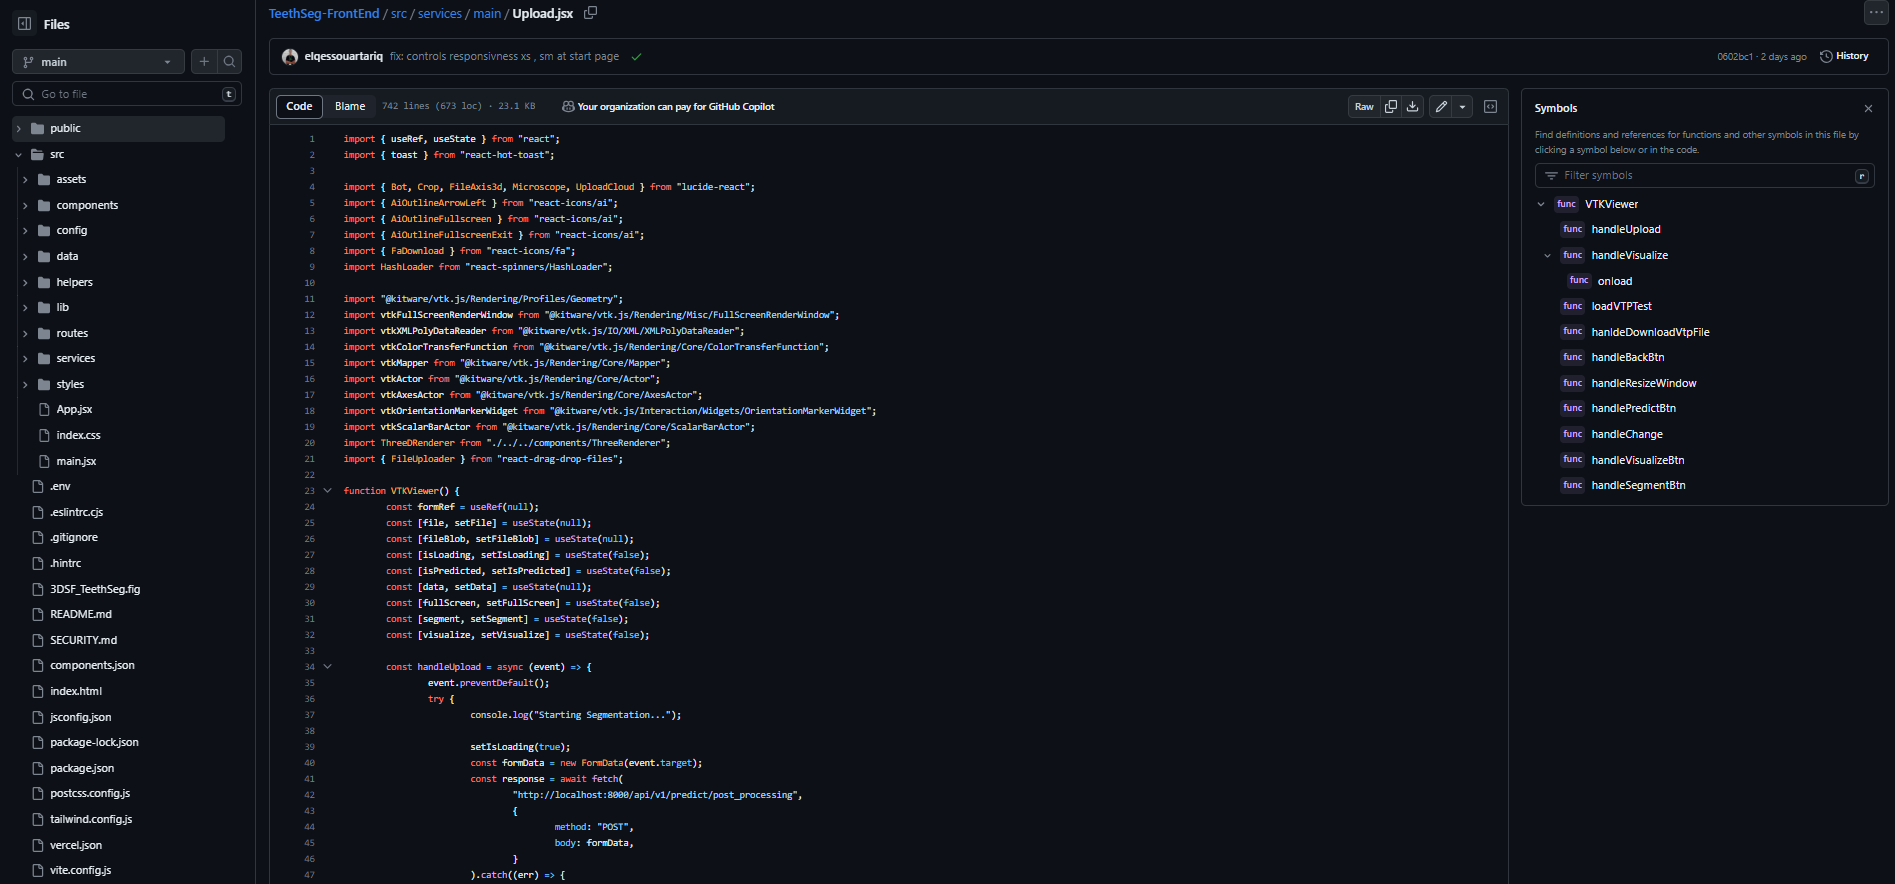 Files
main
Go to file
t
public
src
assets
components
config
data
helpers
lib
routes
services
styles
App.jsx
index.css
main.jsx
.env
.eslintrc.cjs
.gitignore
.hintrc
3DSF_TeethSeg.fig
README.md
SECURITY.md
components.json
index.html
jsconfig.json
package-lock.json
package.json
postcss.config.js
tailwind.config.js
vercel.json
vite.config.js
TeethSeg-FrontEnd / src / services / main / Upload.jsx
elqessouartariq fix: controls responsivness xs , sm at start page
0602bc1 · 2 days ago History
Code Blame 742 lines (673 loc) · 23.1 KB Your organization can pay for GitHub Copilot Raw
1 import { useRef, useState } from "react";
2 import { toast } from "react-hot-toast";
3
4 import { Bot, Crop, FileAxis3d, Microscope, UploadCloud } from "lucide-react";
5 import { AiOutlineArrowLeft } from "react-icons/ai";
6 import { AiOutlineFullscreen } from "react-icons/ai";
7 import { AiOutlineFullscreenExit } from "react-icons/ai";
8 import { FaDownload } from "react-icons/fa";
9 import HashLoader from "react-spinners/HashLoader";
10
11 import "@kitware/vtk.js/Rendering/Profiles/Geometry";
12 import vtkFullScreenRenderWindow from "@kitware/vtk.js/Rendering/Misc/FullScreenRenderWindow";
13 import vtkXMLPolyDataReader from "@kitware/vtk.js/IO/XML/XMLPolyDataReader";
14 import vtkColorTransferFunction from "@kitware/vtk.js/Rendering/Core/ColorTransferFunction";
15 import vtkMapper from "@kitware/vtk.js/Rendering/Core/Mapper";
16 import vtkActor from "@kitware/vtk.js/Rendering/Core/Actor";
17 import vtkAxesActor from "@kitware/vtk.js/Rendering/Core/AxesActor";
18 import vtkOrientationMarkerWidget from "@kitware/vtk.js/Interaction/Widgets/OrientationMarkerWidget";
19 import vtkScalarBarActor from "@kitware/vtk.js/Rendering/Core/ScalarBarActor";
20 import ThreeDRenderer from "./../../components/ThreeRenderer";
21 import { FileUploader } from "react-drag-drop-files";
22
23 function VTKViewer() {
24 const formRef = useRef(null);
25 const [file, setFile] = useState(null);
26 const [fileBlob, setFileBlob] = useState(null);
27 const [isLoading, setIsLoading] = useState(false);
28 const [isPredicted, setIsPredicted] = useState(false);
29 const [data, setData] = useState(null);
30 const [fullScreen, setFullScreen] = useState(false);
31 const [segment, setSegment] = useState(false);
32 const [visualize, setVisualize] = useState(false);
33
34 const handleUpload = async (event) => {
35 event.preventDefault();
36 try {
37 console.log("Starting Segmentation...");
38
39 setIsLoading(true);
40 const formData = new FormData(event.target);
41 const response = await fetch(
42 "http://localhost:8000/api/v1/predict/post_processing",
43 {
44 method: "POST",
45 body: formData,
46 }
47 ).catch((err) => {
Symbols
Find definitions and references for functions and other symbols in this file by
clicking a symbol below or in the code.
Filter symbols
r
func VTKViewer
func handleUpload
func handleVisualize
func onload
func loadVTPTest
func hanldeDownloadVtpFile
func handleBackBtn
func handleResizeWindow
func handlePredictBtn
func handleChange
func handleVisualizeBtn
func handleSegmentBtn